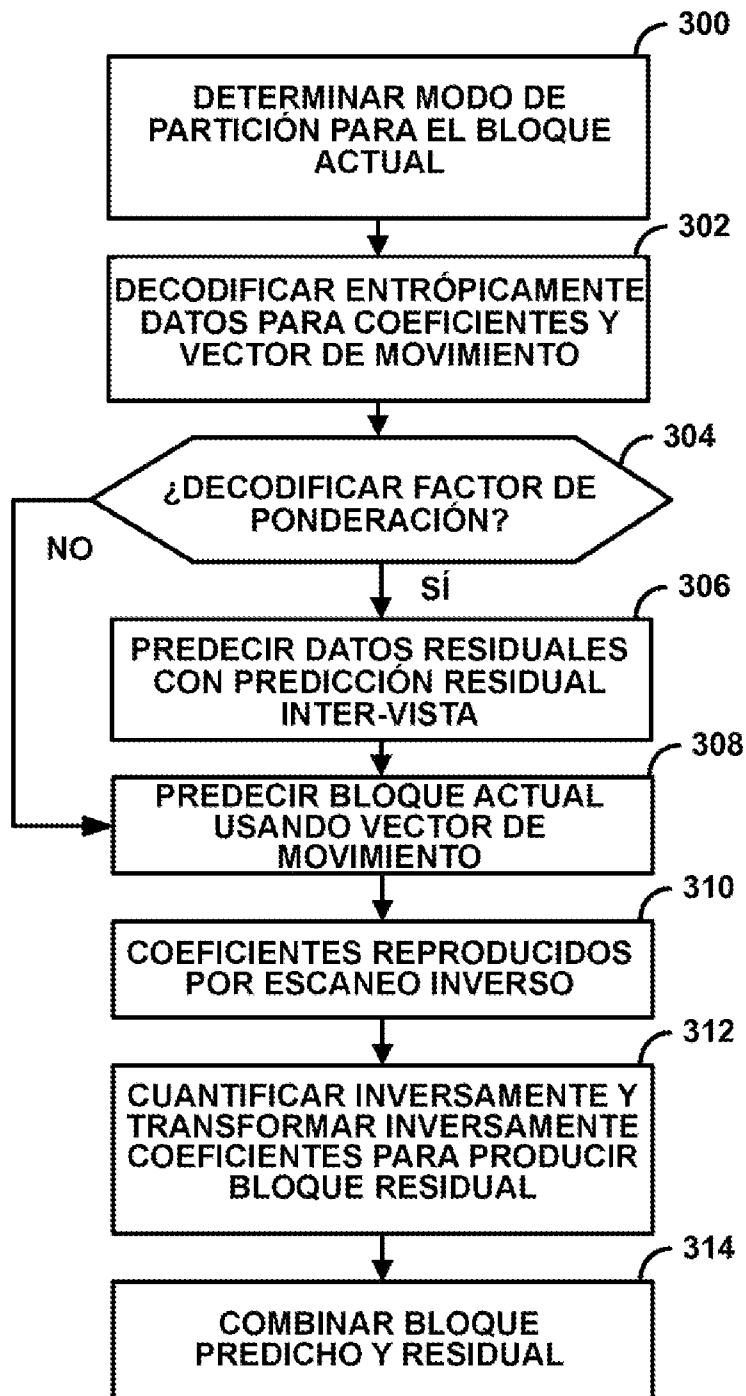 300
DETERMINAR MODO DE
PARTICIÓN PARA EL BLOQUE
ACTUAL
302
DECODIFICAR ENTRÓPICAMENTE
DATOS PARA COEFICIENTES Y
VECTOR DE MOVIMIENTO
304
¿DECODIFICAR FACTOR DE
PONDERACIÓN?
NO
SÍ
306
PREDECIR DATOS RESIDUALES
CON PREDICCIÓN RESIDUAL
INTER-VISTA
308
PREDECIR BLOQUE ACTUAL
USANDO VECTOR DE
MOVIMIENTO
310
COEFICIENTES REPRODUCIDOS
POR ESCANEO INVERSO
312
CUANTIFICAR INVERSAMENTE Y
TRANSFORMAR INVERSAMENTE
COEFICIENTES PARA PRODUCIR
BLOQUE RESIDUAL
314
COMBINAR BLOQUE
PREDICHO Y RESIDUAL